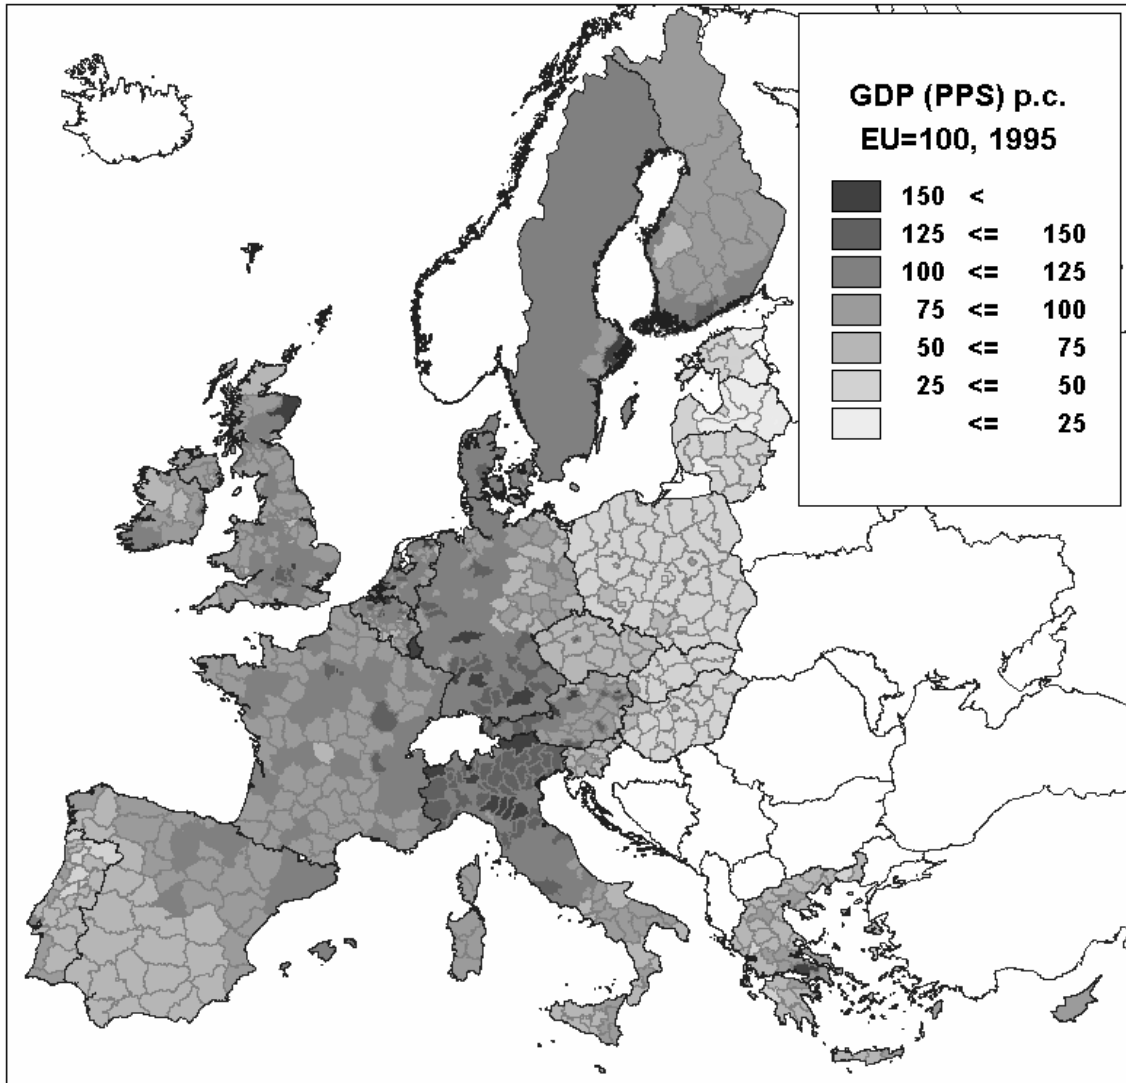 GDP (PPS) p.c.
EU=100, 1995
150 <
125 <= 150
100 <= 125
75 <= 100
50 <= 75
25 <= 50
<= 25